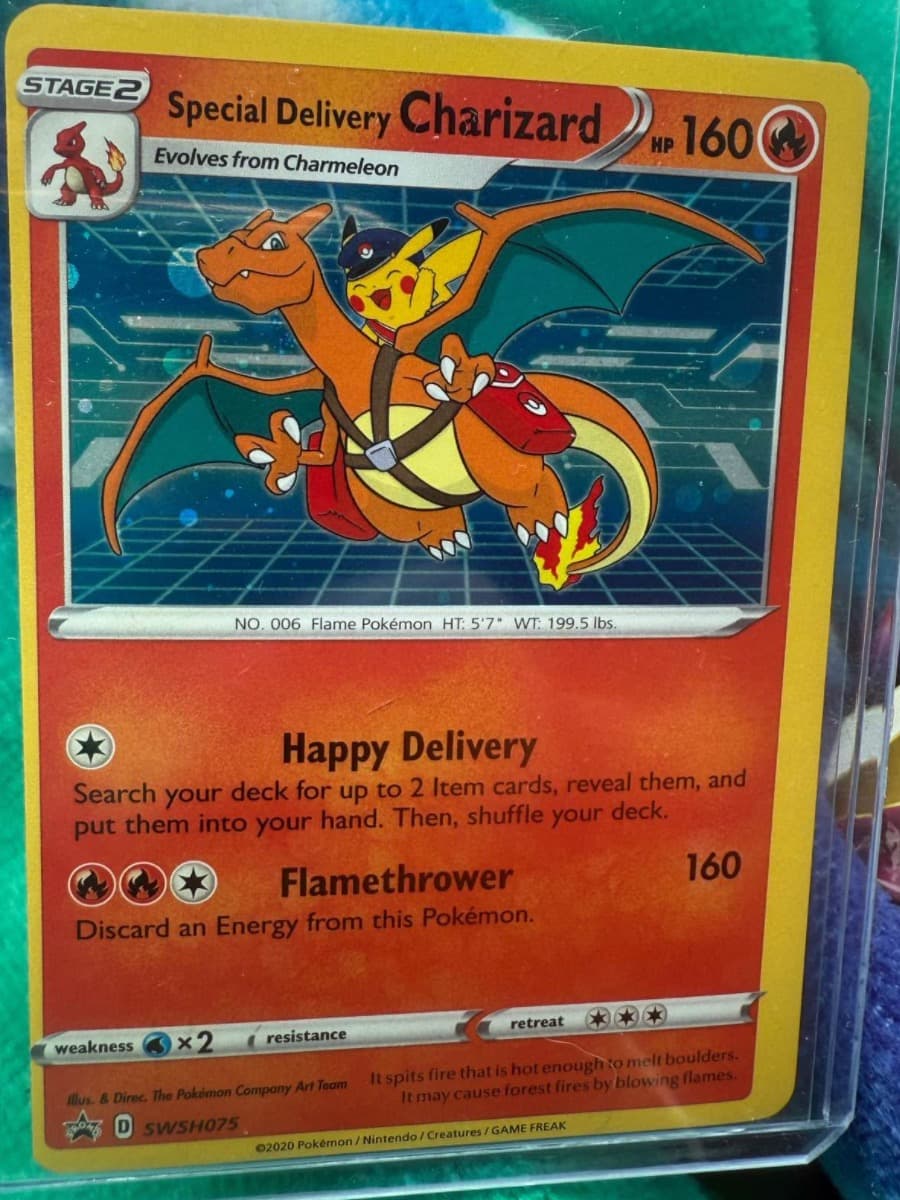 STAGE 2
Special Delivery Charizard HP 160
Evolves from Charmeleon
NO. 006 Flame Pokémon HT: 5'7" WT: 199.5 lbs.
Happy Delivery
Search your deck for up to 2 Item cards, reveal them, and
put them into your hand. Then, shuffle your deck.
Flamethrower 160
Discard an Energy from this Pokémon.
weakness ×2 resistance retreat
Illus. & Direc. The Pokémon Company Art Team
It spits fire that is hot enough to melt boulders.
It may cause forest fires by blowing flames.
D SWSH075
©2020 Pokémon / Nintendo / Creatures / GAME FREAK